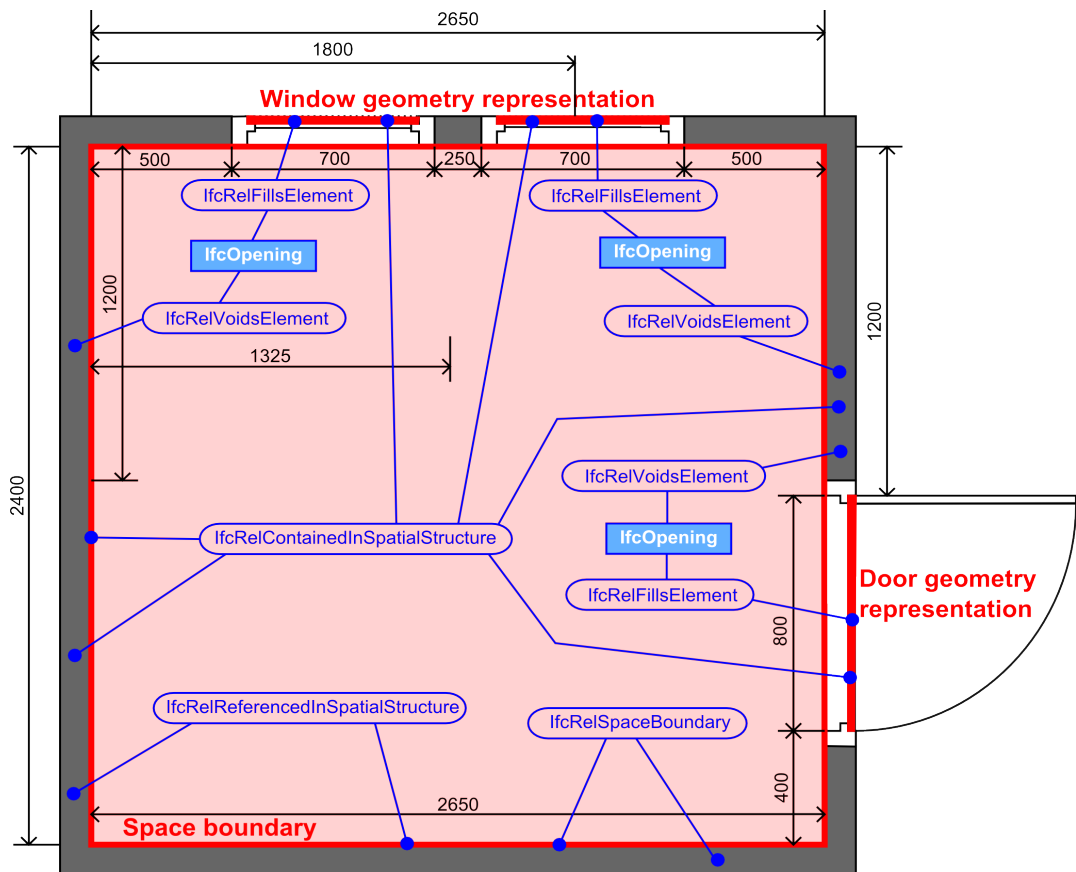 2650
1800
Window geometry representation
500
700
250
700
500
IfcRelFillsElement
IfcRelFillsElement
IfcOpening
IfcOpening
1200
1200
IfcRelVoidsElement
IfcRelVoidsElement
1325
IfcRelVoidsElement
2400
IfcRelContainedInSpatialStructure
IfcOpening
Door geometry
representation
IfcRelFillsElement
800
IfcRelReferencedInSpatialStructure
IfcRelSpaceBoundary
400
2650
Space boundary